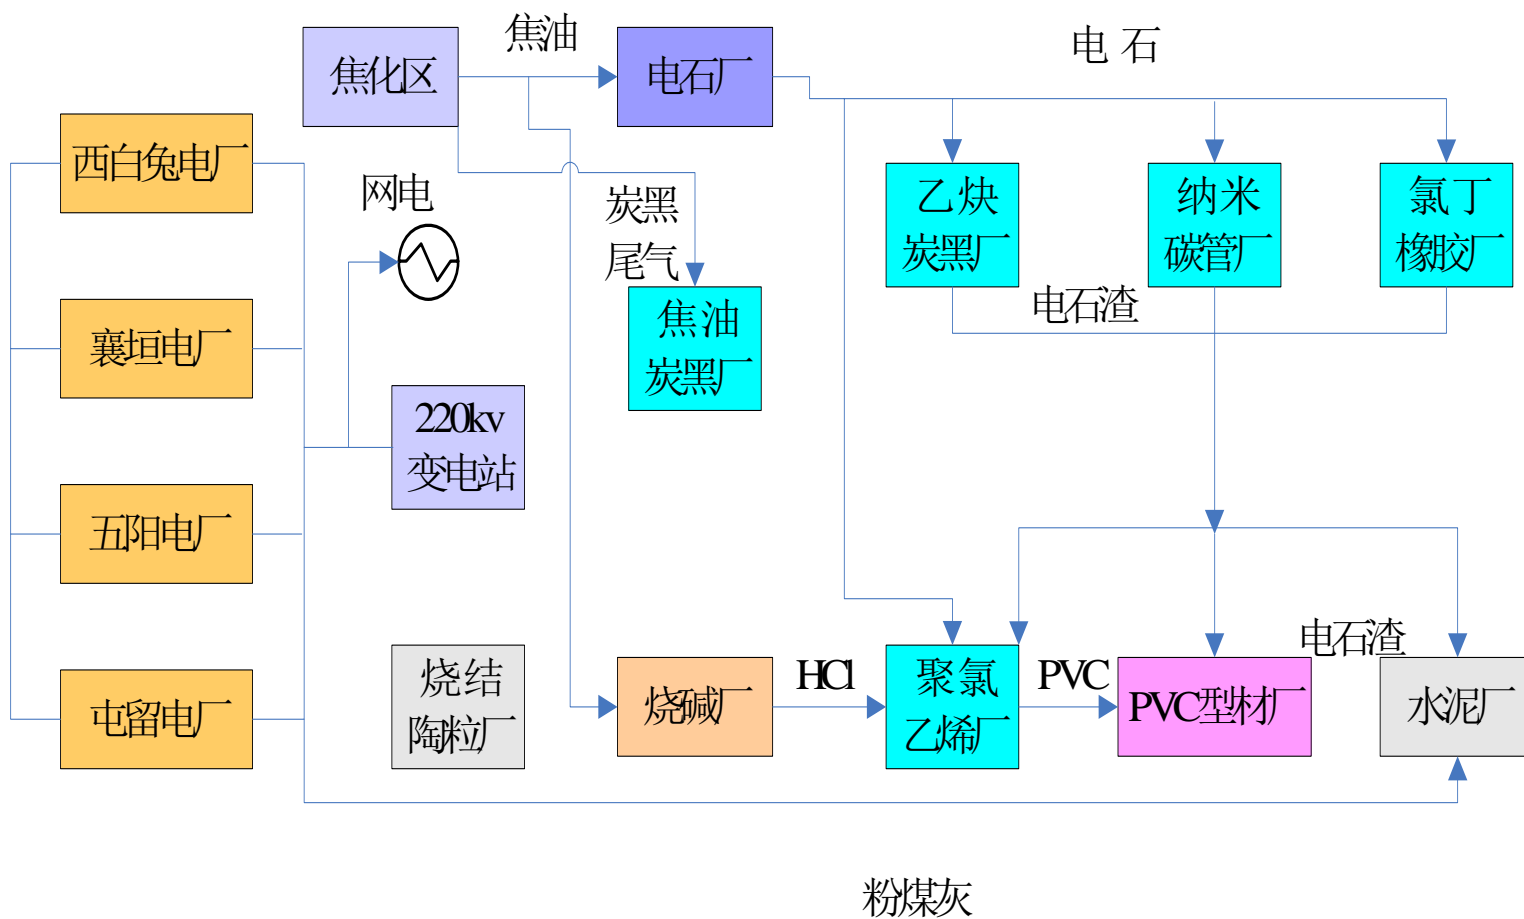 焦油
电 石
焦化区
电石厂
西白兔电厂
网电
炭黑
尾气
乙炔
炭黑厂
纳米
碳管厂
氯丁
橡胶厂
电石渣
焦油
炭黑厂
襄垣电厂
220kv
变电站
五阳电厂
屯留电厂
烧结
陶粒厂
烧碱厂
HCl
聚氯
乙烯厂
PVC
PVC型材厂
电石渣
水泥厂
粉煤灰